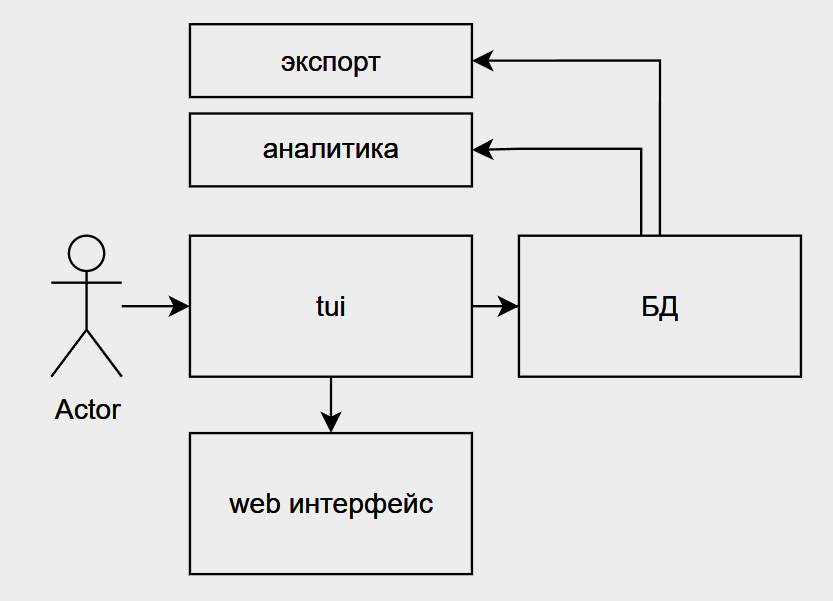 экспорт
аналитика
tui
БД
Actor
web интерфейс